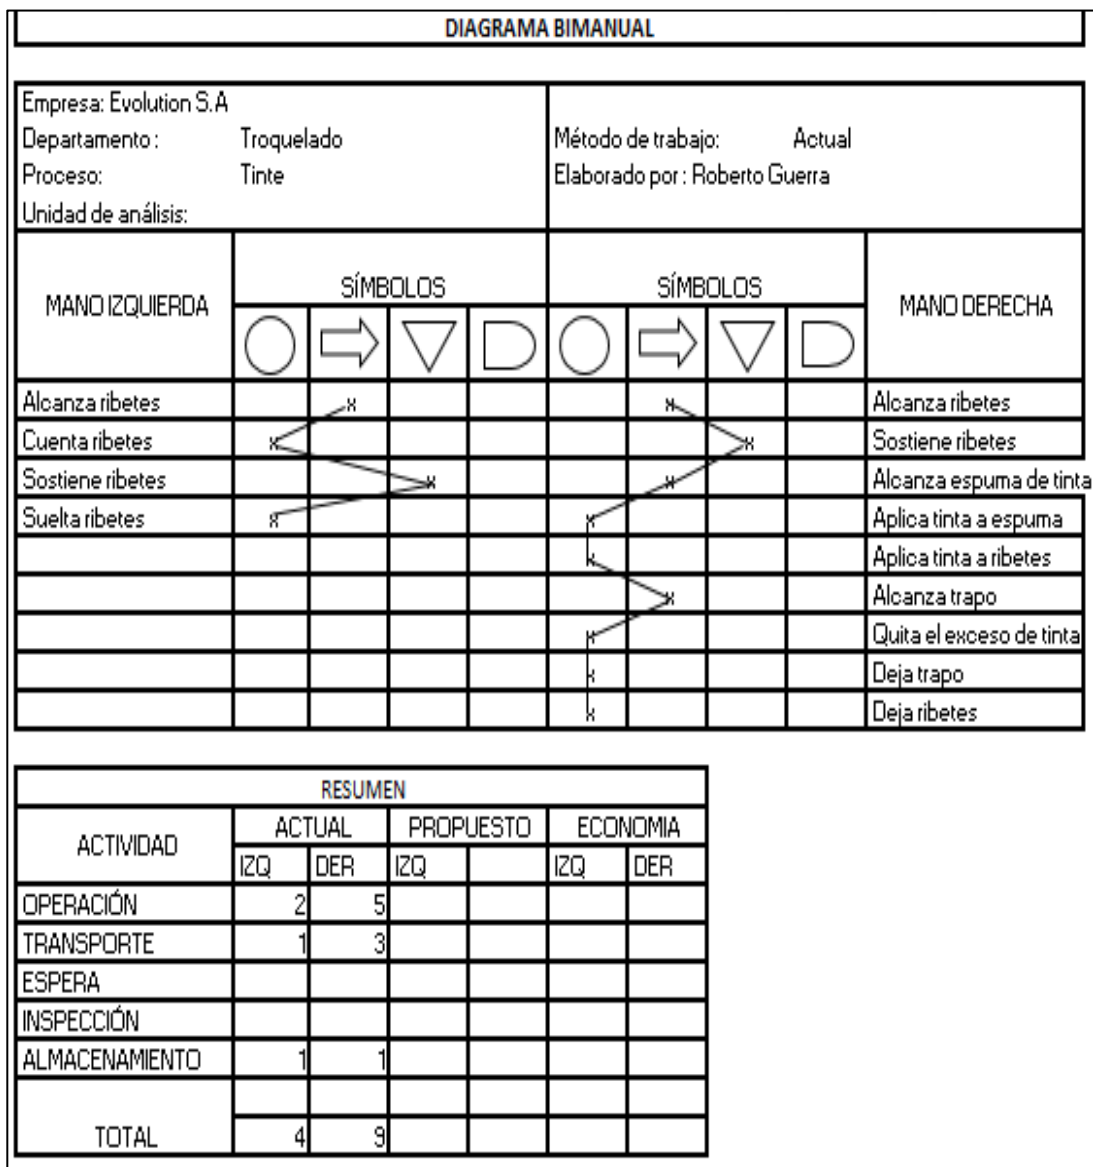 DIAGRAMA BIMANUAL
Empresa: Evolution S.A
Departamento : Troquelado
Proceso: Tinte
Unidad de análisis:
Método de trabajo: Actual
Elaborado por : Roberto Guerra
MANO IZQUIERDA SÍMBOLOS SÍMBOLOS MANO DERECHA
Alcanza ribetes x x Alcanza ribetes
Cuenta ribetes x x Sostiene ribetes
Sostiene ribetes x x Alcanza espuma de tinta
Suelta ribetes x x Aplica tinta a espuma
x Aplica tinta a ribetes
x Alcanza trapo
x Quita el exceso de tinta
x Deja trapo
x Deja ribetes
RESUMEN
ACTIVIDAD ACTUAL PROPUESTO ECONOMIA
IZQ DER IZQ IZQ DER
OPERACIÓN 2 5
TRANSPORTE 1 3
ESPERA
INSPECCIÓN
ALMACENAMIENTO 1 1
TOTAL 4 9